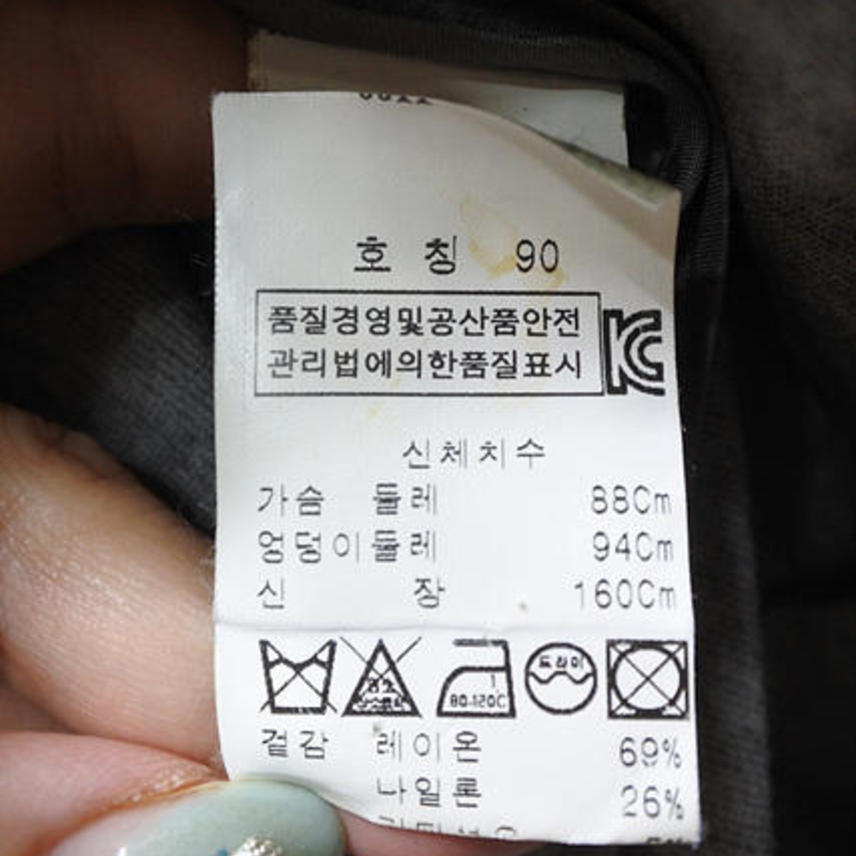 호 칭 90
품질경영및공산품안전
관리법에의한품질표시
신체치수
가슴 둘레 88Cm
엉덩이둘레 94Cm
신 장 160Cm
드라이
80-120C
겉감 레이온 69%
나일론 26%